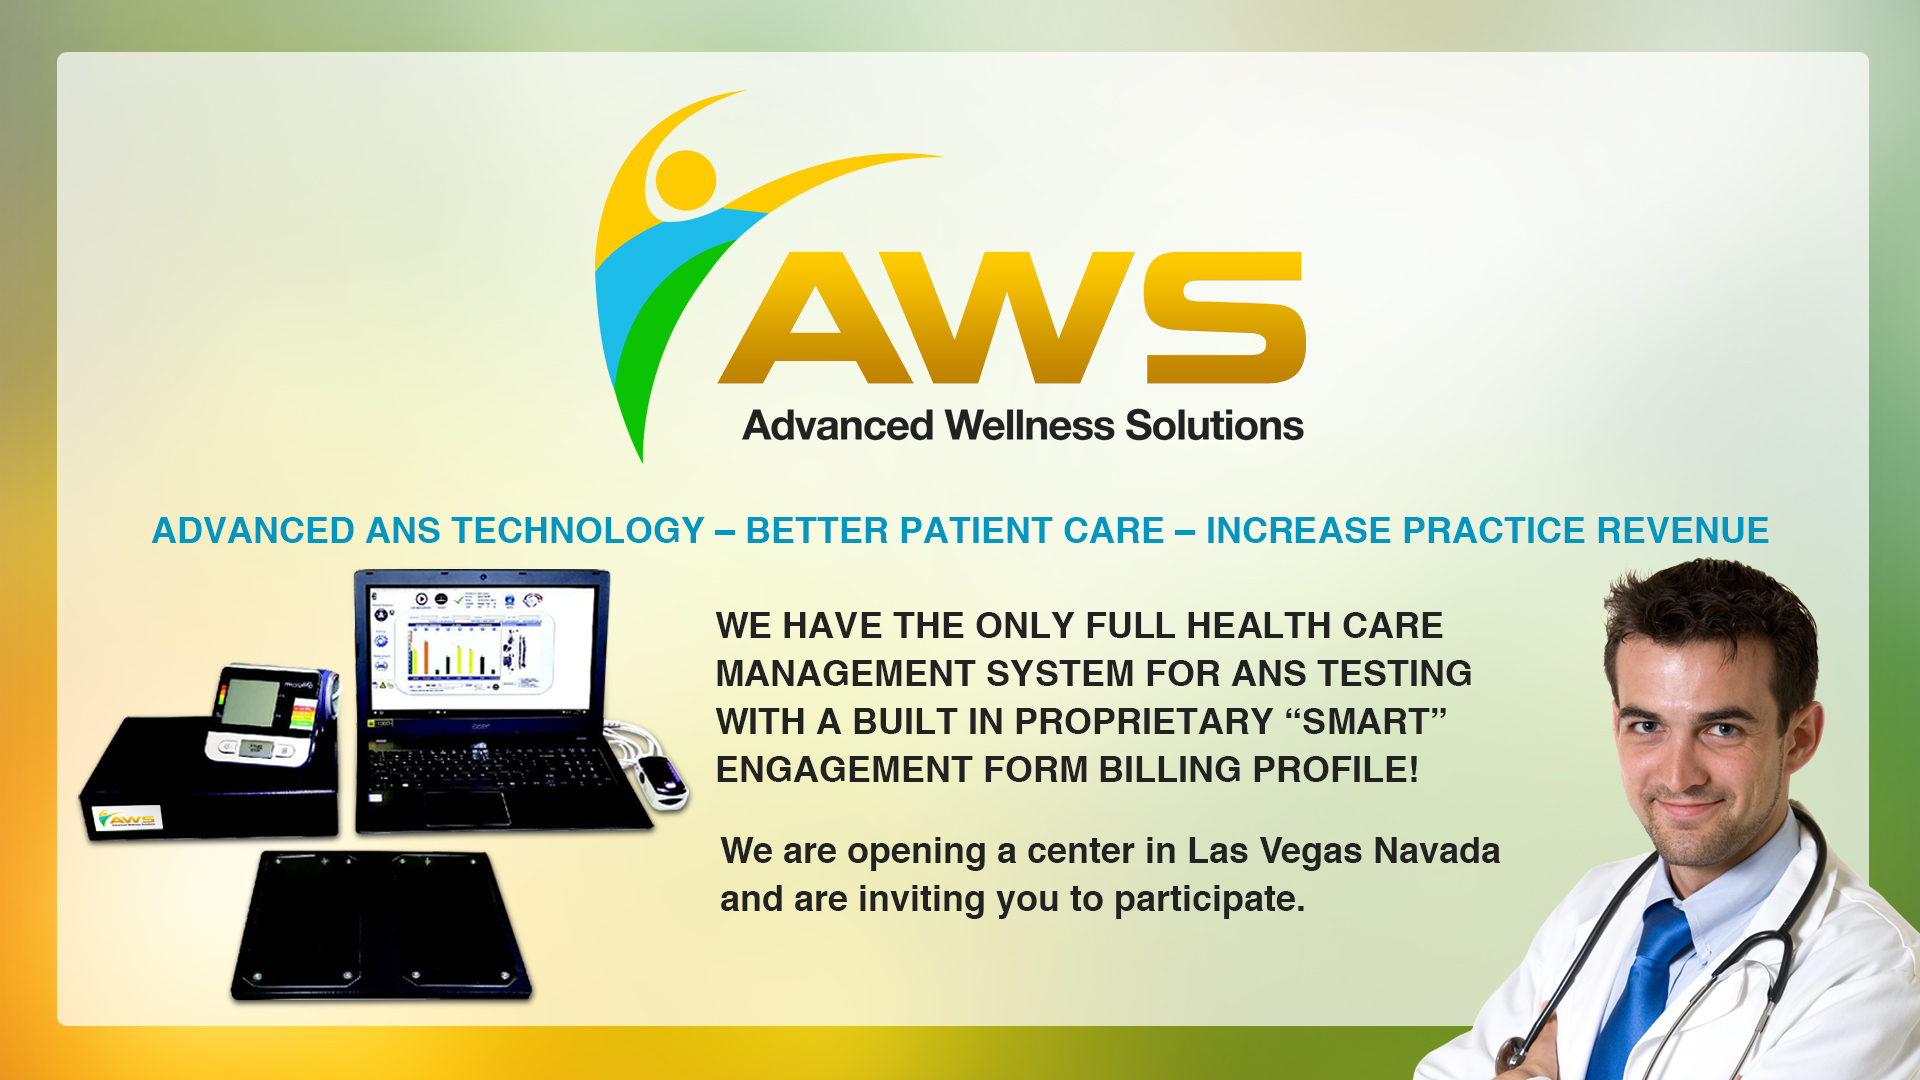 AWS
Advanced Wellness Solutions
ADVANCED ANS TECHNOLOGY – BETTER PATIENT CARE – INCREASE PRACTICE REVENUE
WE HAVE THE ONLY FULL HEALTH CARE
MANAGEMENT SYSTEM FOR ANS TESTING
WITH A BUILT IN PROPRIETARY “SMART”
ENGAGEMENT FORM BILLING PROFILE!
We are opening a center in Las Vegas Navada
and are inviting you to participate.
AWS
acer